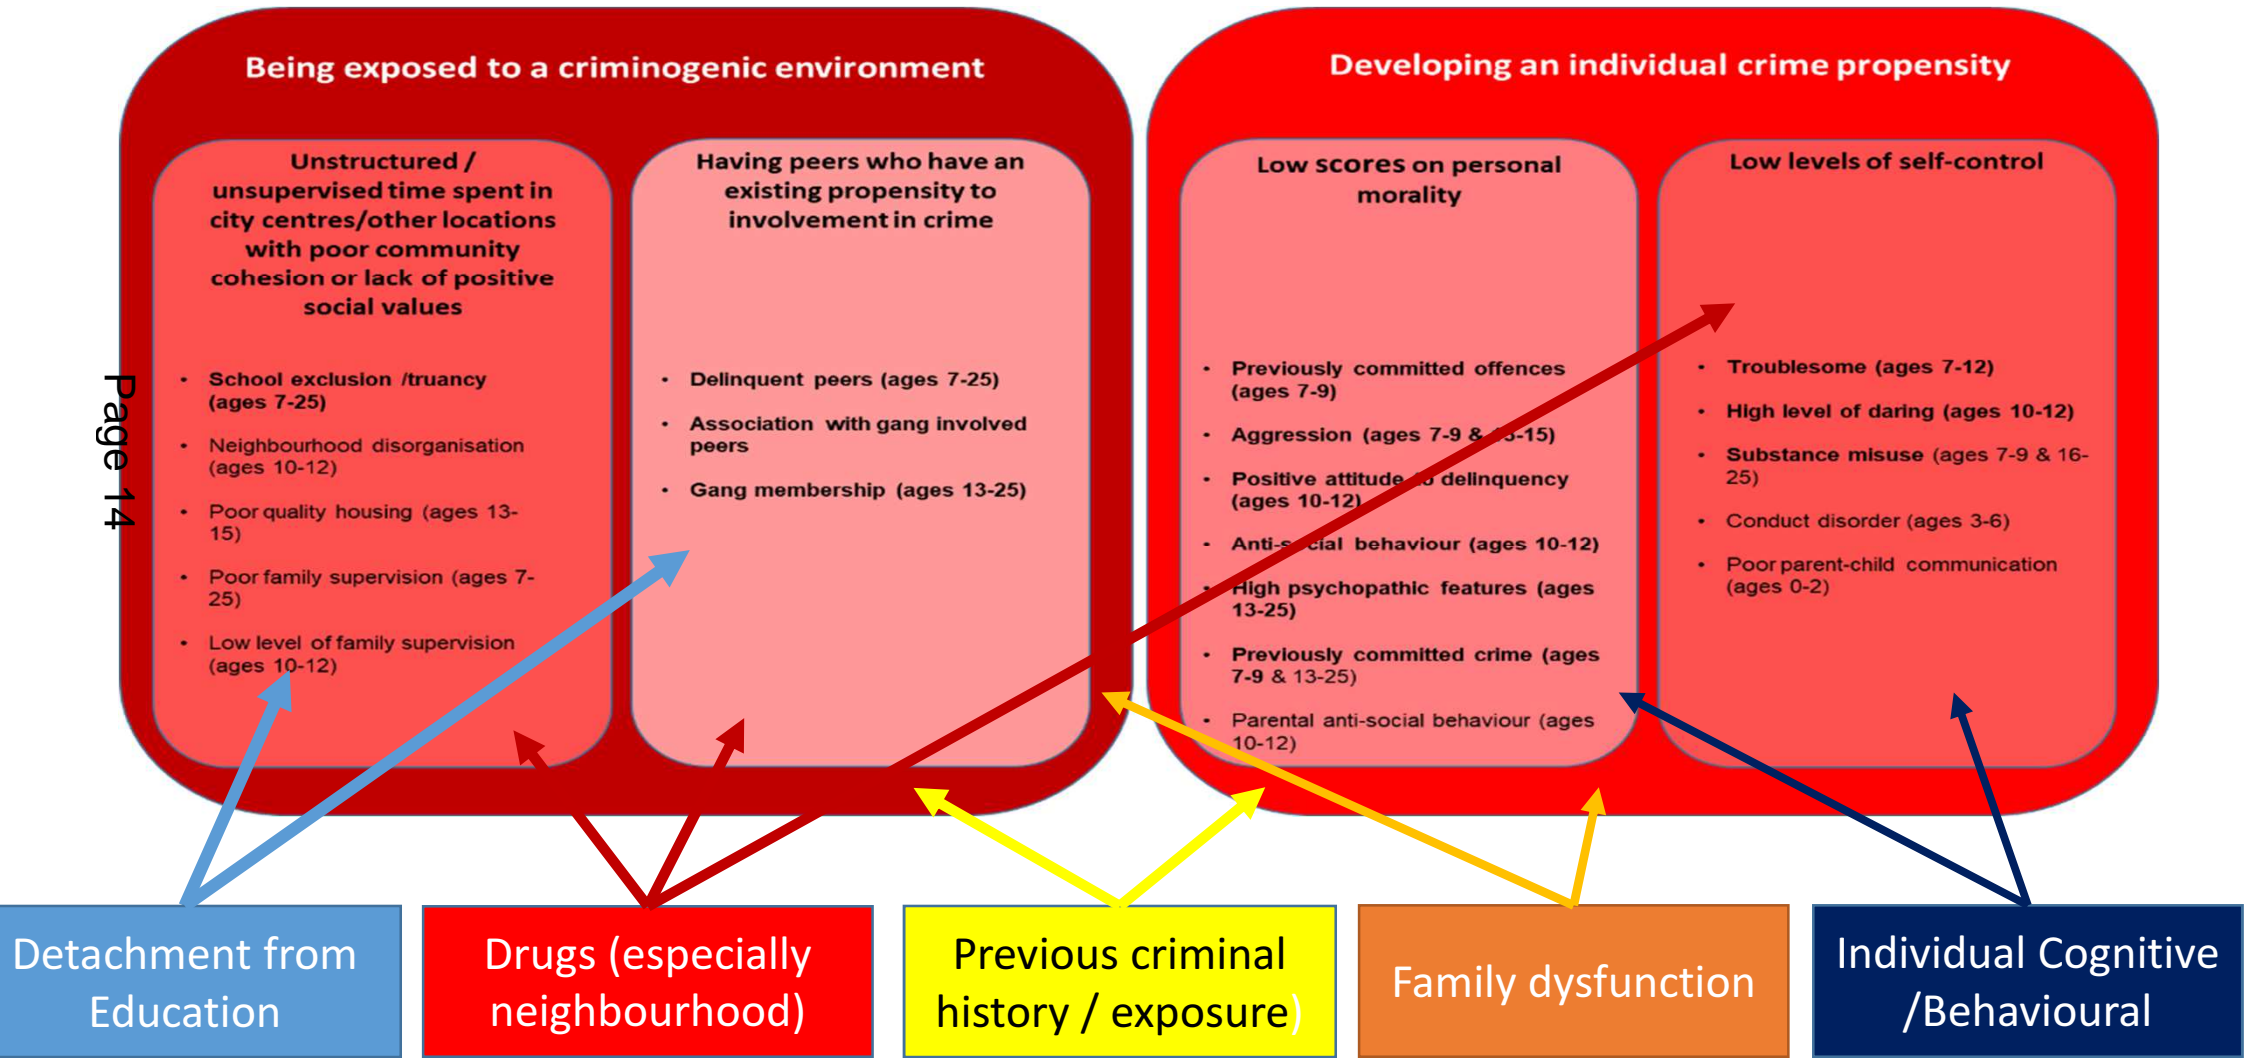 Being exposed to a criminogenic environment
Unstructured /
unsupervised time spent in
city centres/other locations
with poor community
cohesion or lack of positive
social values
• School exclusion /truancy
(ages 7-25)
• Neighbourhood disorganisation
(ages 10-12)
• Poor quality housing (ages 13-
15)
• Poor family supervision (ages 7-
25)
• Low level of family supervision
(ages 10-12)
Having peers who have an
existing propensity to
involvement in crime
• Delinquent peers (ages 7-25)
• Association with gang involved
peers
• Gang membership (ages 13-25)
Developing an individual crime propensity
Low scores on personal
morality
• Previously committed offences
(ages 7-9)
• Aggression (ages 7-9 & 13-15)
• Positive attitude to delinquency
(ages 10-12)
• Anti-social behaviour (ages 10-12)
• High psychopathic features (ages
13-25)
• Previously committed crime (ages
7-9 & 13-25)
• Parental anti-social behaviour (ages
10-12)
Low levels of self-control
• Troublesome (ages 7-12)
• High level of daring (ages 10-12)
• Substance misuse (ages 7-9 & 16-
25)
• Conduct disorder (ages 3-6)
• Poor parent-child communication
(ages 0-2)
Page 14
Detachment from
Education
Drugs (especially
neighbourhood)
Previous criminal
history / exposure)
Family dysfunction
Individual Cognitive
/Behavioural